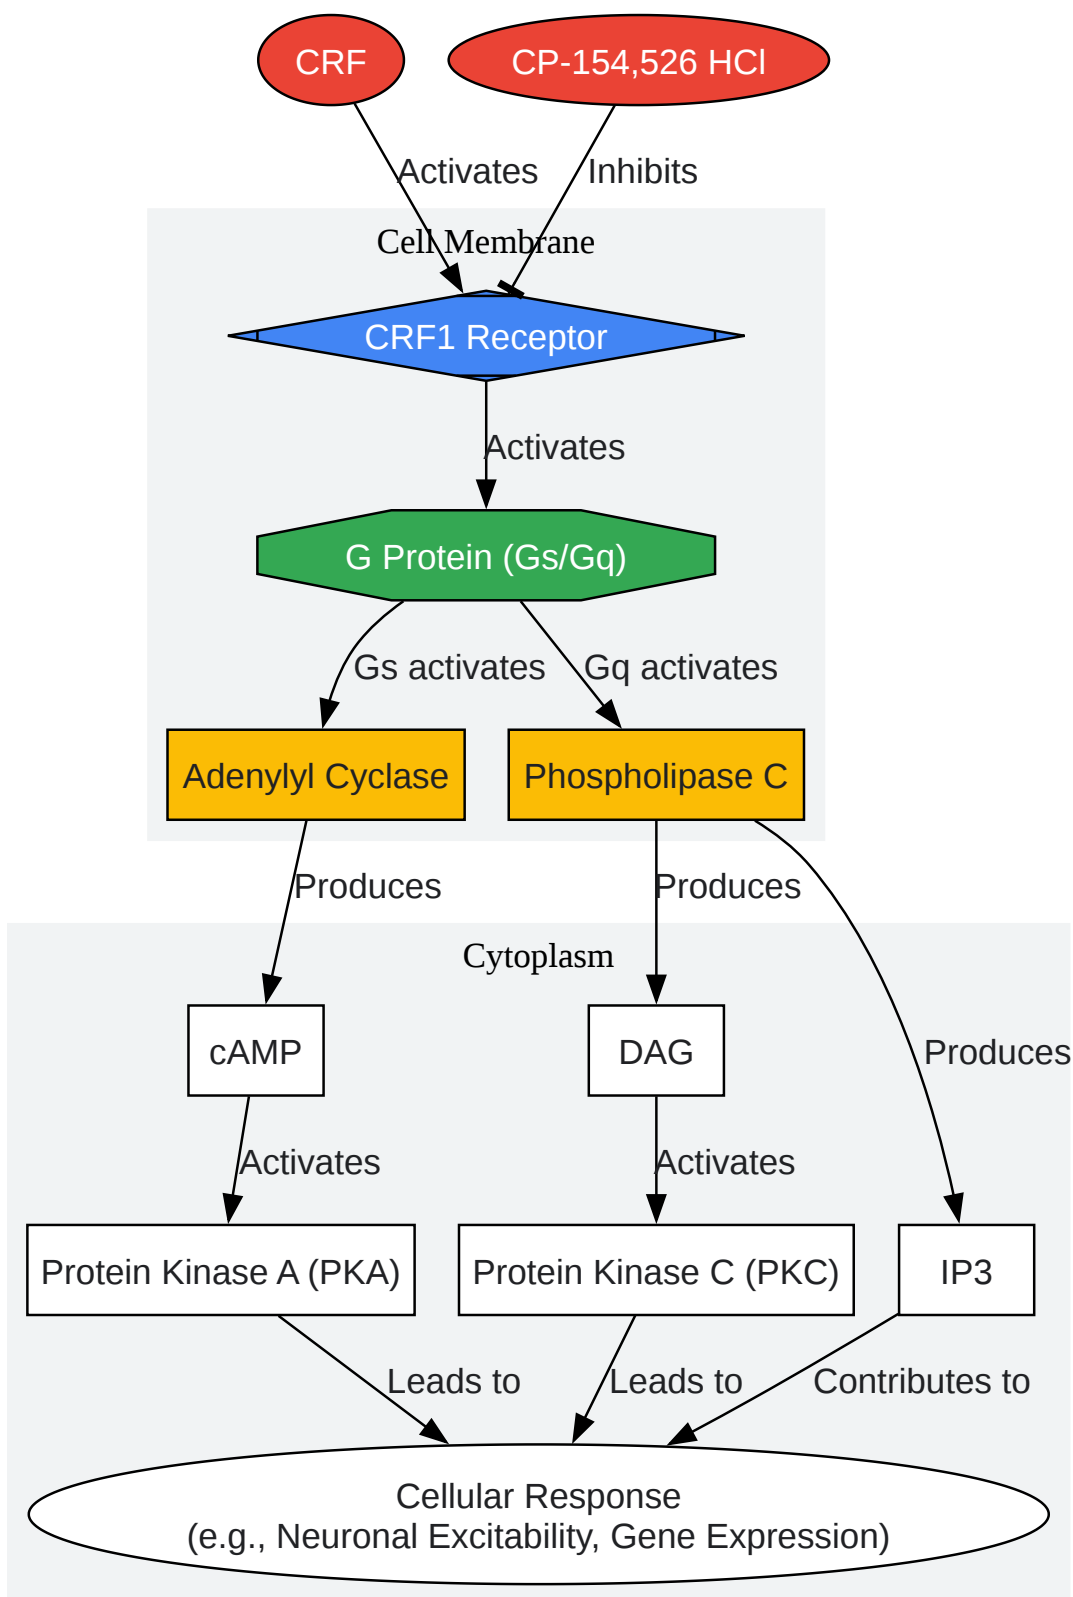 CRF
CP-154,526 HCl
Activates
Inhibits
Cell Membrane
CRF1 Receptor
Activates
G Protein (Gs/Gq)
Gs activates
Gq activates
Adenylyl Cyclase
Phospholipase C
Produces
Produces
Cytoplasm
cAMP
DAG
Produces
Activates
Activates
Protein Kinase A (PKA)
Protein Kinase C (PKC)
IP3
Leads to
Leads to
Contributes to
Cellular Response
(e.g., Neuronal Excitability, Gene Expression)